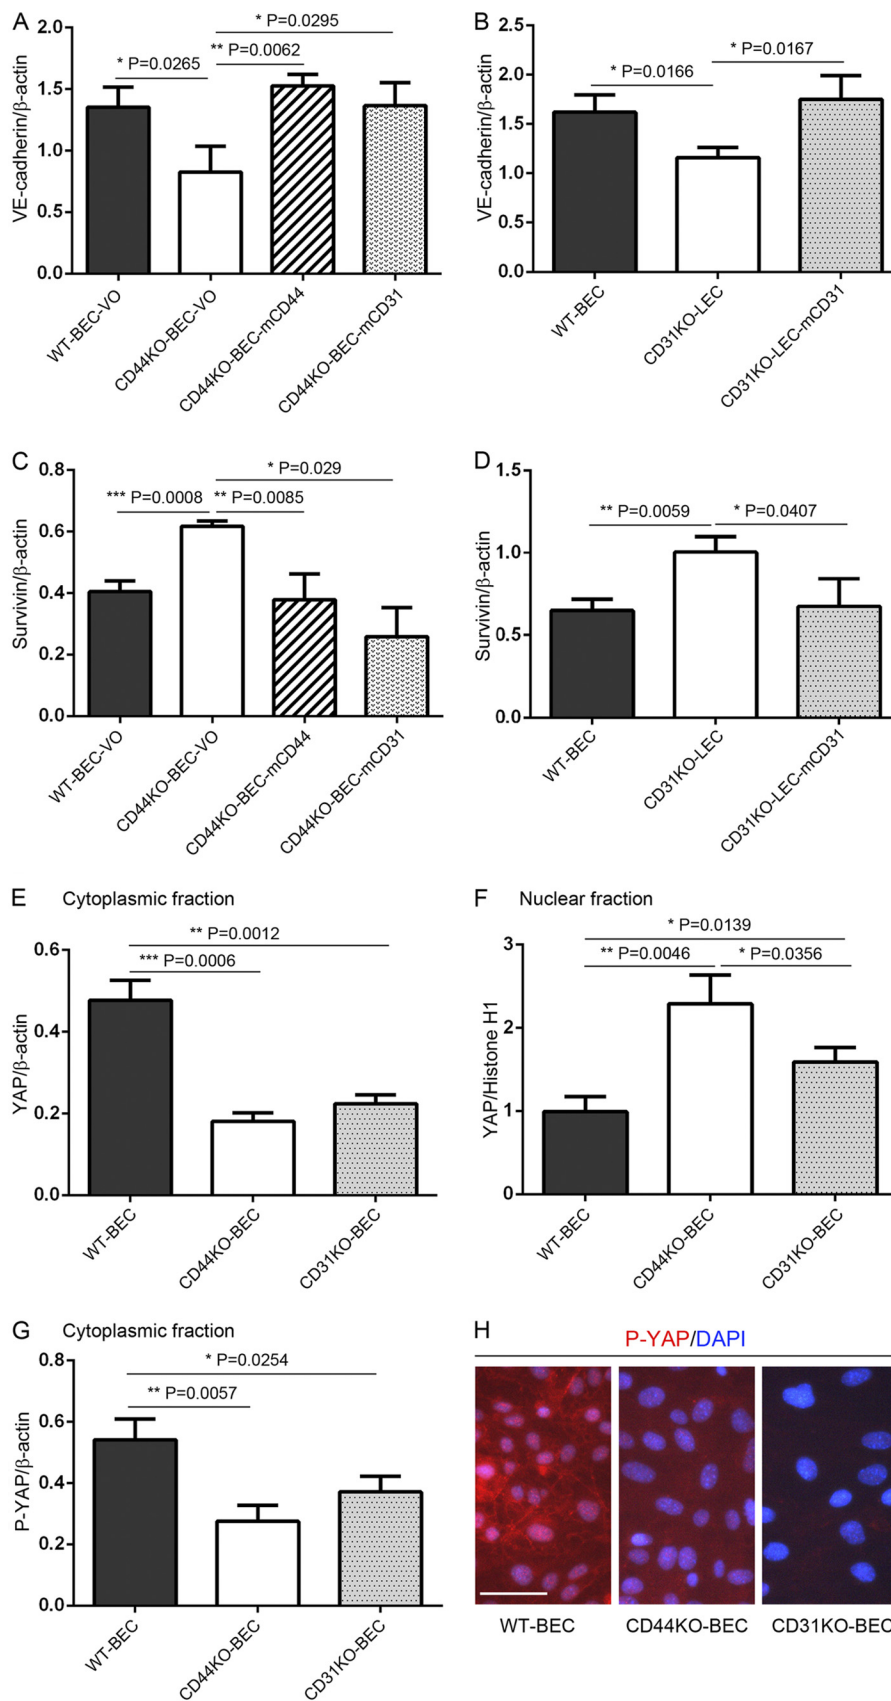 A
* P=0.0295
** P=0.0062
* P=0.0265
VE-cadherin/β-actin
2.0
1.5
1.0
0.5
0.0
WT-BEC-VO
CD44KO-BEC-VO
CD44KO-BEC-mCD44
CD44KO-BEC-mCD31
B
* P=0.0167
* P=0.0166
VE-cadherin/β-actin
2.5
2.0
1.5
1.0
0.5
0.0
WT-BEC
CD31KO-LEC
CD31KO-LEC-mCD31
C
* P=0.029
*** P=0.0008
** P=0.0085
Survivin/β-actin
0.8
0.6
0.4
0.2
0.0
WT-BEC-VO
CD44KO-BEC-VO
CD44KO-BEC-mCD44
CD44KO-BEC-mCD31
D
** P=0.0059
* P=0.0407
Survivin/β-actin
1.5
1.0
0.5
0.0
WT-BEC
CD31KO-LEC
CD31KO-LEC-mCD31
E Cytoplasmic fraction
** P=0.0012
*** P=0.0006
YAP/β-actin
0.6
0.4
0.2
0.0
WT-BEC
CD44KO-BEC
CD31KO-BEC
F Nuclear fraction
* P=0.0139
** P=0.0046
* P=0.0356
YAP/Histone H1
3
2
1
0
WT-BEC
CD44KO-BEC
CD31KO-BEC
G Cytoplasmic fraction
* P=0.0254
** P=0.0057
P-YAP/β-actin
0.8
0.6
0.4
0.2
0.0
WT-BEC
CD44KO-BEC
CD31KO-BEC
H
P-YAP/DAPI
WT-BEC
CD44KO-BEC
CD31KO-BEC